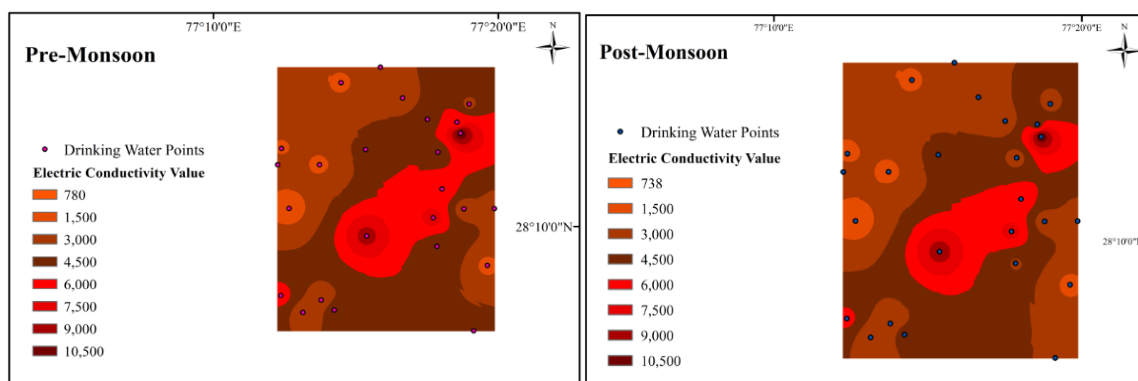 77°10'0"E
77°20'0"E
N
Pre-Monsoon
Drinking Water Points
Electric Conductivity Value
780
1,500
3,000
4,500
6,000
7,500
9,000
10,500
28°10'0"N
77°10'0"E
77°20'0"E
N
Post-Monsoon
Drinking Water Points
Electric Conductivity Value
738
1,500
3,000
4,500
6,000
7,500
9,000
10,500
28°10'0"N